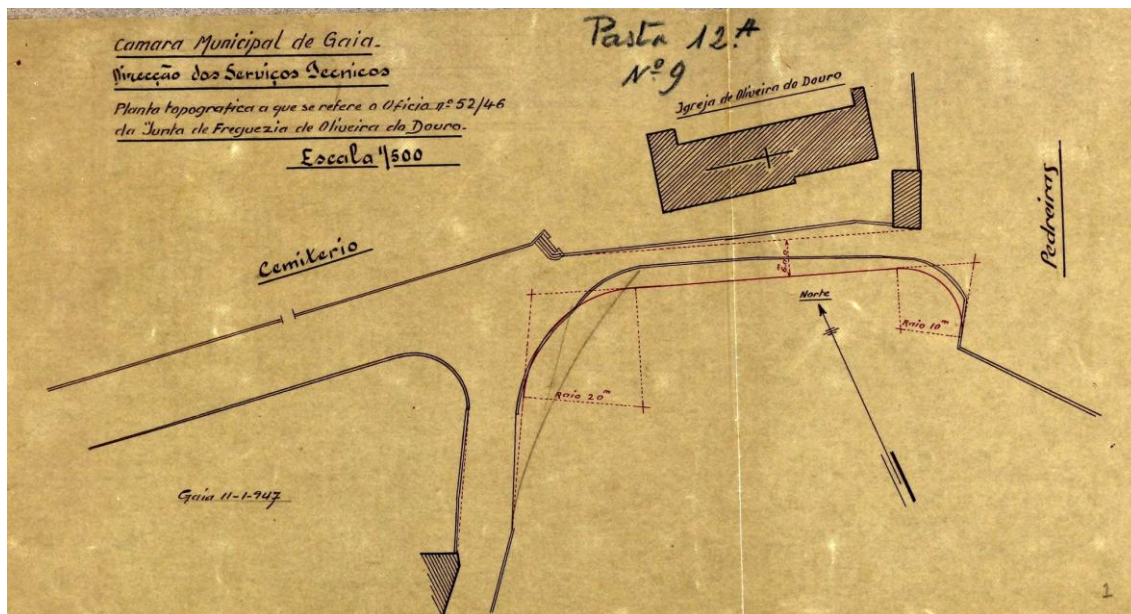 Camara Municipal de Gaia.
Direcção dos Serviços Tecnicos
Planta topografica a que se refere o Oficio nº 52/46
da Junta de Freguezia de Oliveira do Douro.
Escala 1/500
Pasta 12.ª
Nº 9
Igreja de Oliveira do Douro
Pedreiras
Cemiterio
Norte
Raio 10m
Raio 20m
Gaia 11-1-947
1